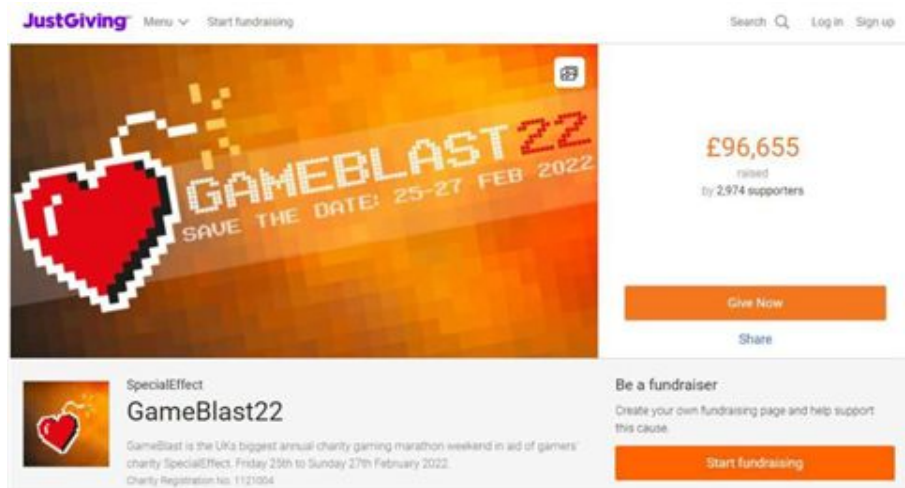 JustGiving Menu Start fundraising Search Log in Sign up
GAMEBLAST22
SAVE THE DATE: 25-27 FEB 2022
£96,655
raised
by 2,974 supporters
Give Now
Share
SpecialEffect
GameBlast22
GameBlast is the UKs biggest annual charity gaming marathon weekend in aid of gamers'
charity SpecialEffect. Friday 25th to Sunday 27th February 2022.
Charity Registration No. 1121004
Be a fundraiser
Create your own fundraising page and help support
this cause.
Start fundraising